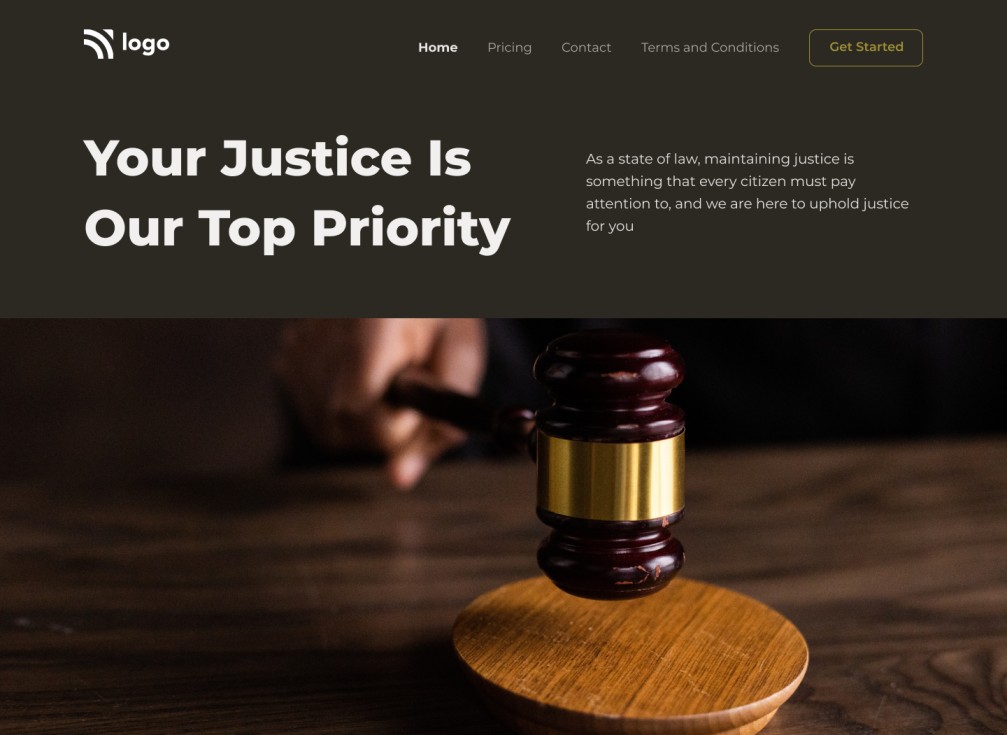 logo
Home Pricing Contact Terms and Conditions Get Started
Your Justice Is
Our Top Priority
As a state of law, maintaining justice is
something that every citizen must pay
attention to, and we are here to uphold justice
for you